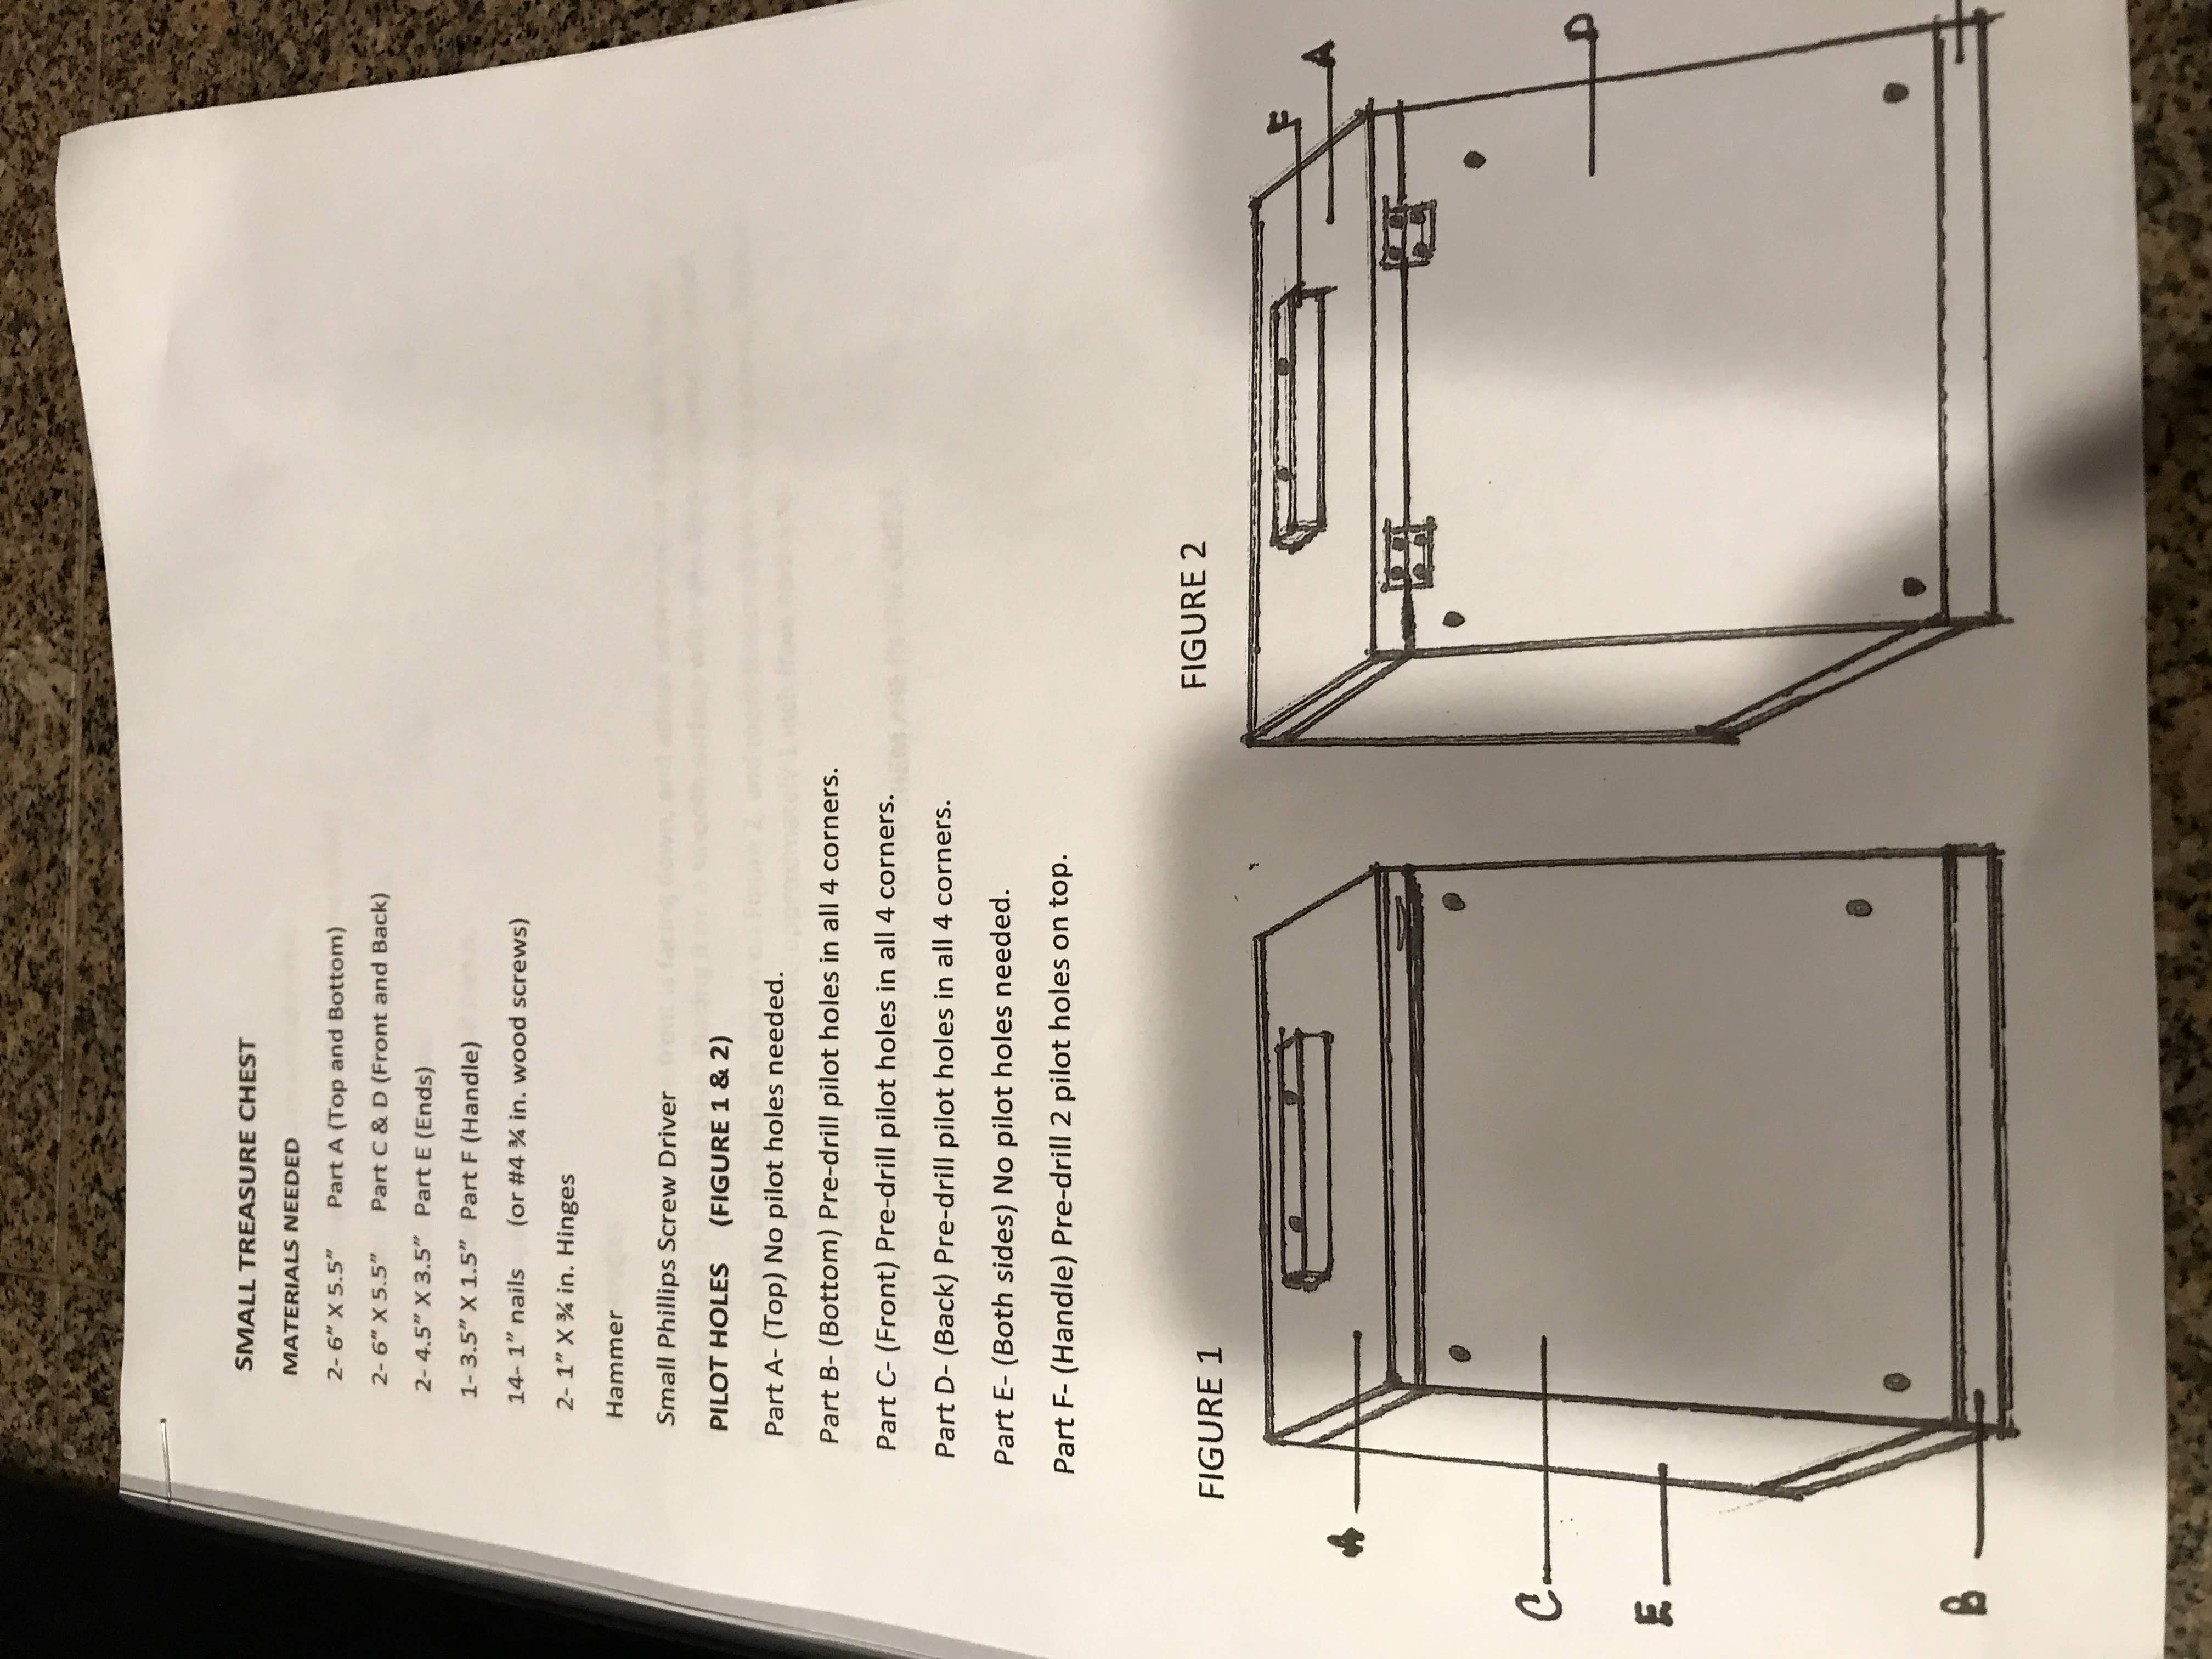 SMALL TREASURE CHEST
MATERIALS NEEDED
2- 6" X 5.5" Part A (Top and Bottom)
2- 6" X 5.5" Part C & D (Front and Back)
2- 4.5" X 3.5" Part E (Ends)
1- 3.5" X 1.5" Part F (Handle)
14- 1" nails (or #4 ¾ in. wood screws)
2- 1" X ¾ in. Hinges
Hammer
Small Phillips Screw Driver
PILOT HOLES (FIGURE 1 & 2)
Part A- (Top) No pilot holes needed.
Part B- (Bottom) Pre-drill pilot holes in all 4 corners.
Part C- (Front) Pre-drill pilot holes in all 4 corners.
Part D- (Back) Pre-drill pilot holes in all 4 corners.
Part E- (Both sides) No pilot holes needed.
Part F- (Handle) Pre-drill 2 pilot holes on top.
FIGURE 1
A
C
E
B
FIGURE 2
F
A
D